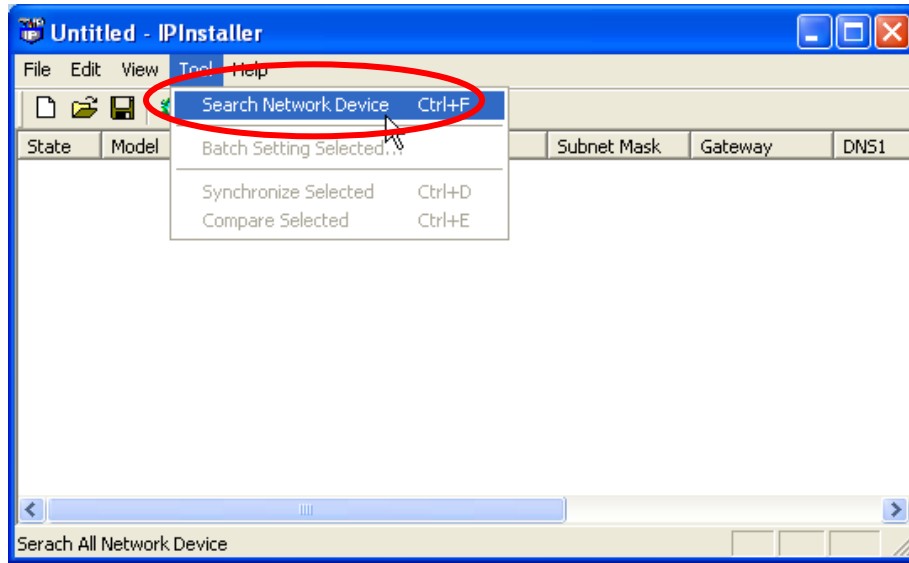 Untitled - IPInstaller
File Edit View Tool Help
Search Network Device Ctrl+F
State Model Subnet Mask Gateway DNS1
Batch Setting Selected...
Synchronize Selected Ctrl+D
Compare Selected Ctrl+E
Serach All Network Device